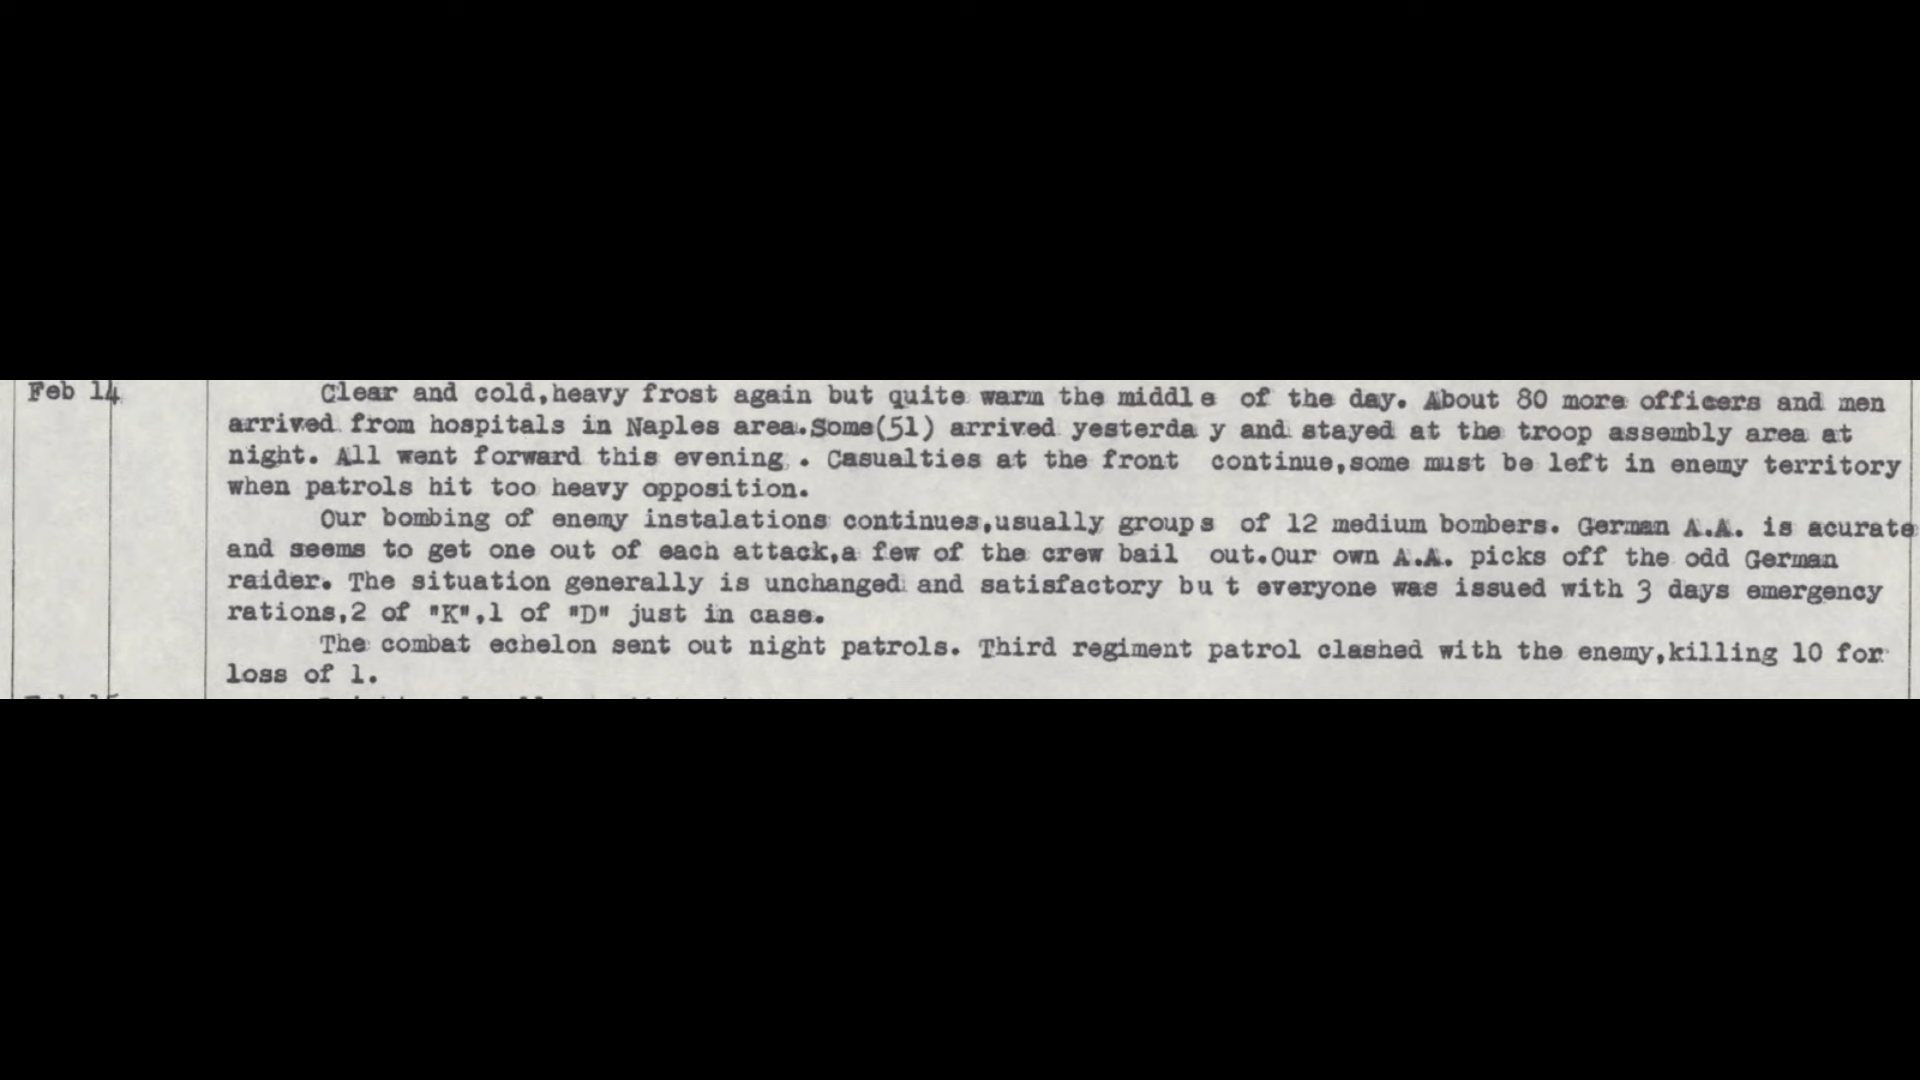 Feb 14 Clear and cold,heavy frost again but quite warm the middle of the day. About 80 more officers and men
arrived from hospitals in Naples area.Some(51) arrived yesterda y and stayed at the troop assembly area at
night. All went forward this evening . Casualties at the front continue,some must be left in enemy territory
when patrols hit too heavy opposition.
Our bombing of enemy instalations continues,usually groups of 12 medium bombers. German A.A. is acurate
and seems to get one out of each attack,a few of the crew bail out.Our own A.A. picks off the odd German
raider. The situation generally is unchanged and satisfactory bu t everyone was issued with 3 days emergency
rations,2 of "K",1 of "D" just in case.
The combat echelon sent out night patrols. Third regiment patrol clashed with the enemy,killing 10 for
loss of 1.